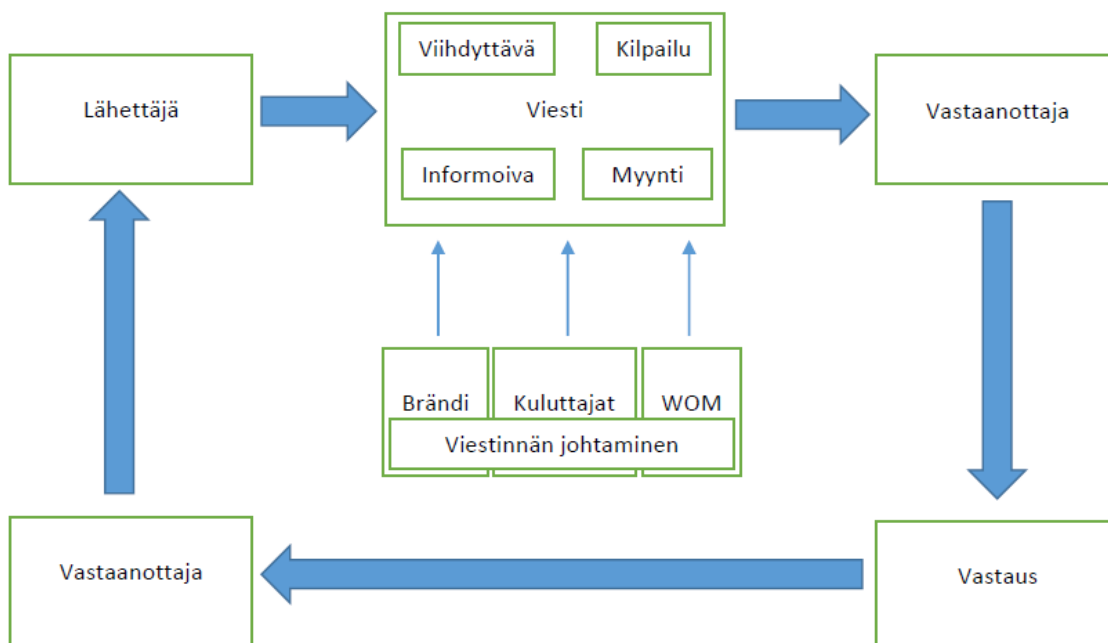 Viihdyttävä
Kilpailu
Lähettäjä
Viesti
Vastaanottaja
Informoiva
Myynti
Brändi
Kuluttajat
WOM
Viestinnän johtaminen
Vastaanottaja
Vastaus